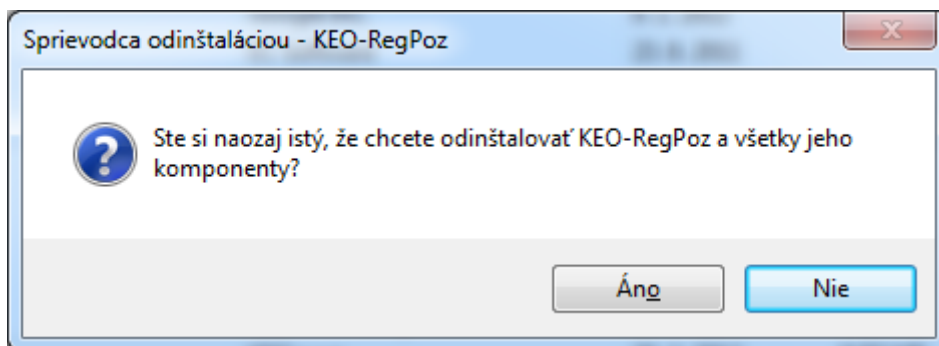 Sprievodca odinštaláciou - KEO-RegPoz
Ste si naozaj istý, že chcete odinštalovať KEO-RegPoz a všetky jeho
komponenty?
Áno
Nie